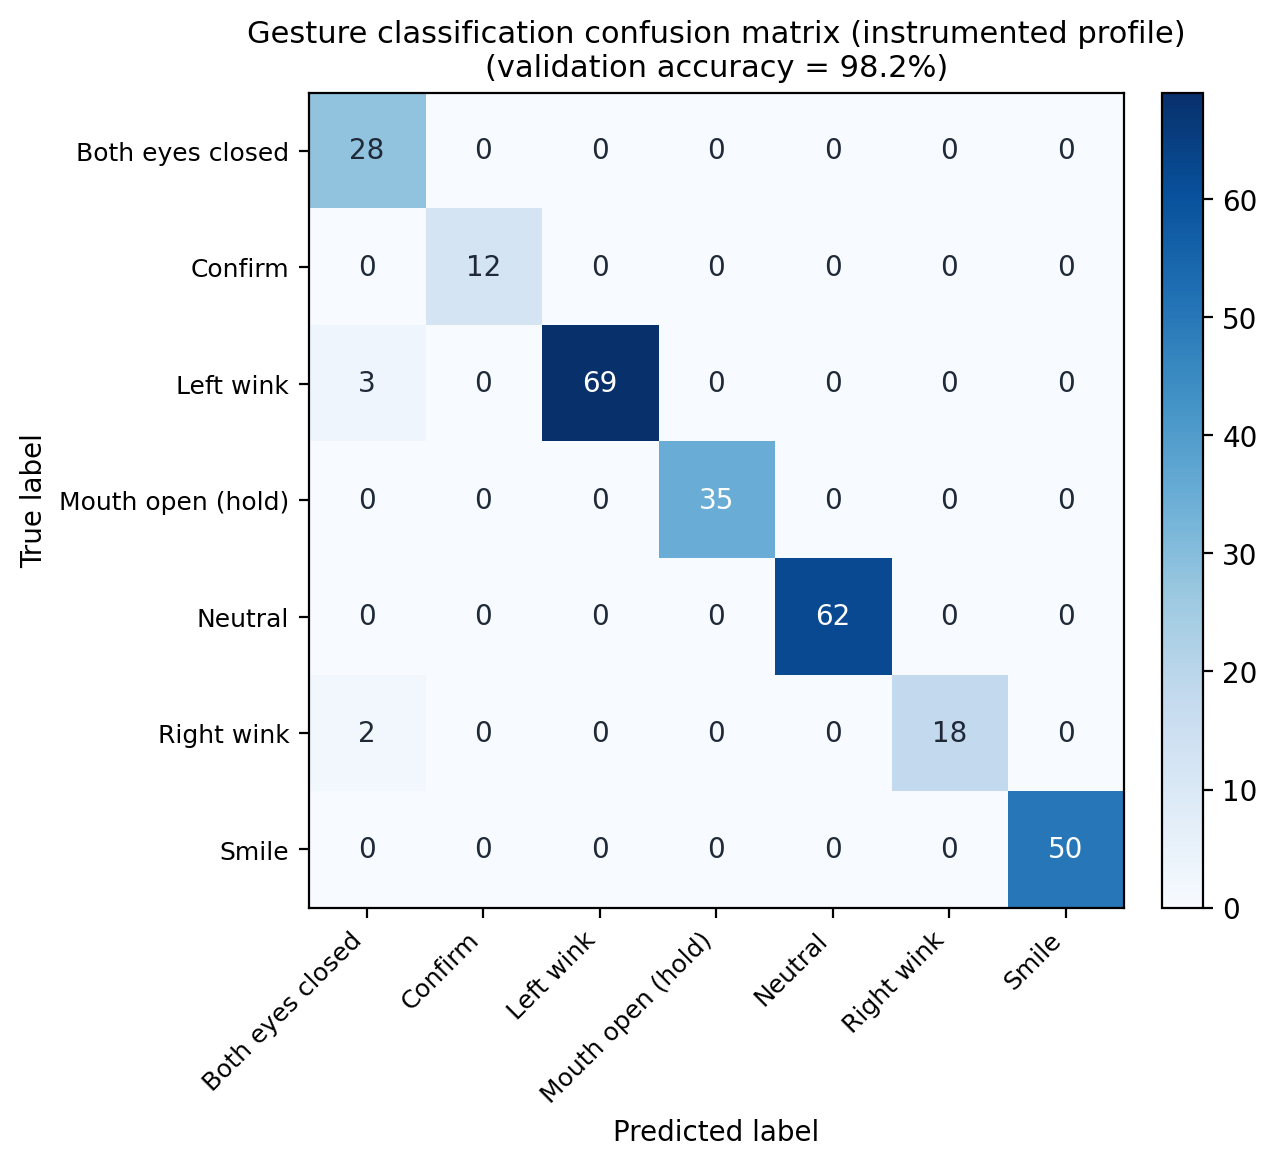 Gesture classification confusion matrix (instrumented profile)
(validation accuracy = 98.2%)
Both eyes closed 28 0 0 0 0 0 0
Confirm 0 12 0 0 0 0 0
Left wink 3 0 69 0 0 0 0
Mouth open (hold) 0 0 0 35 0 0 0
Neutral 0 0 0 0 62 0 0
Right wink 2 0 0 0 0 18 0
Smile 0 0 0 0 0 0 50
True label
Both eyes closed
Confirm
Left wink
Mouth open (hold)
Neutral
Right wink
Smile
Predicted label
60
50
40
30
20
10
0